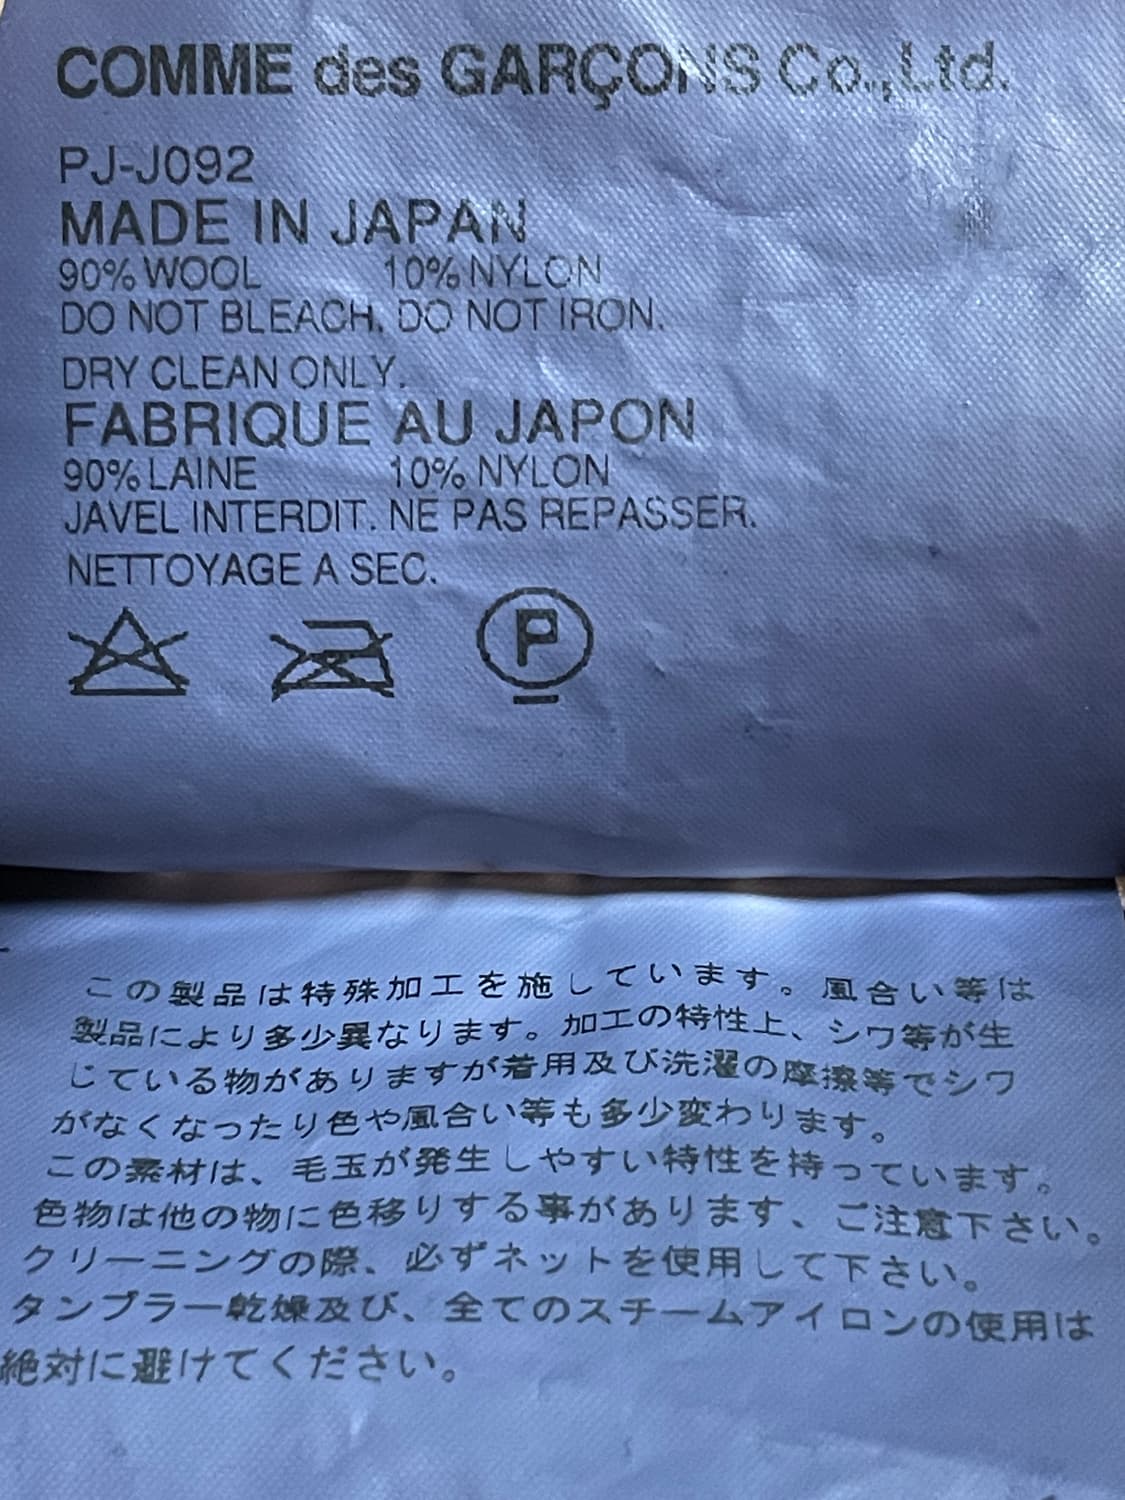 COMME des GARÇONS Co.,Ltd.
PJ-J092
MADE IN JAPAN
90% WOOL 10% NYLON
DO NOT BLEACH. DO NOT IRON.
DRY CLEAN ONLY.
FABRIQUE AU JAPON
90% LAINE 10% NYLON
JAVEL INTERDIT. NE PAS REPASSER.
NETTOYAGE A SEC.
P
この製品は特殊加工を施しています。風合い等は
製品により多少異なります。加工の特性上、シワ等が生
じている物がありますが着用及び洗濯の摩擦等でシワ
がなくなったり色や風合い等も多少変わります。
この素材は、毛玉が発生しやすい特性を持っています。
色物は他の物に色移りする事があります、ご注意下さい。
クリーニングの際、必ずネットを使用して下さい。
タンブラー乾燥及び、全てのスチームアイロンの使用は
絶対に避けてください。